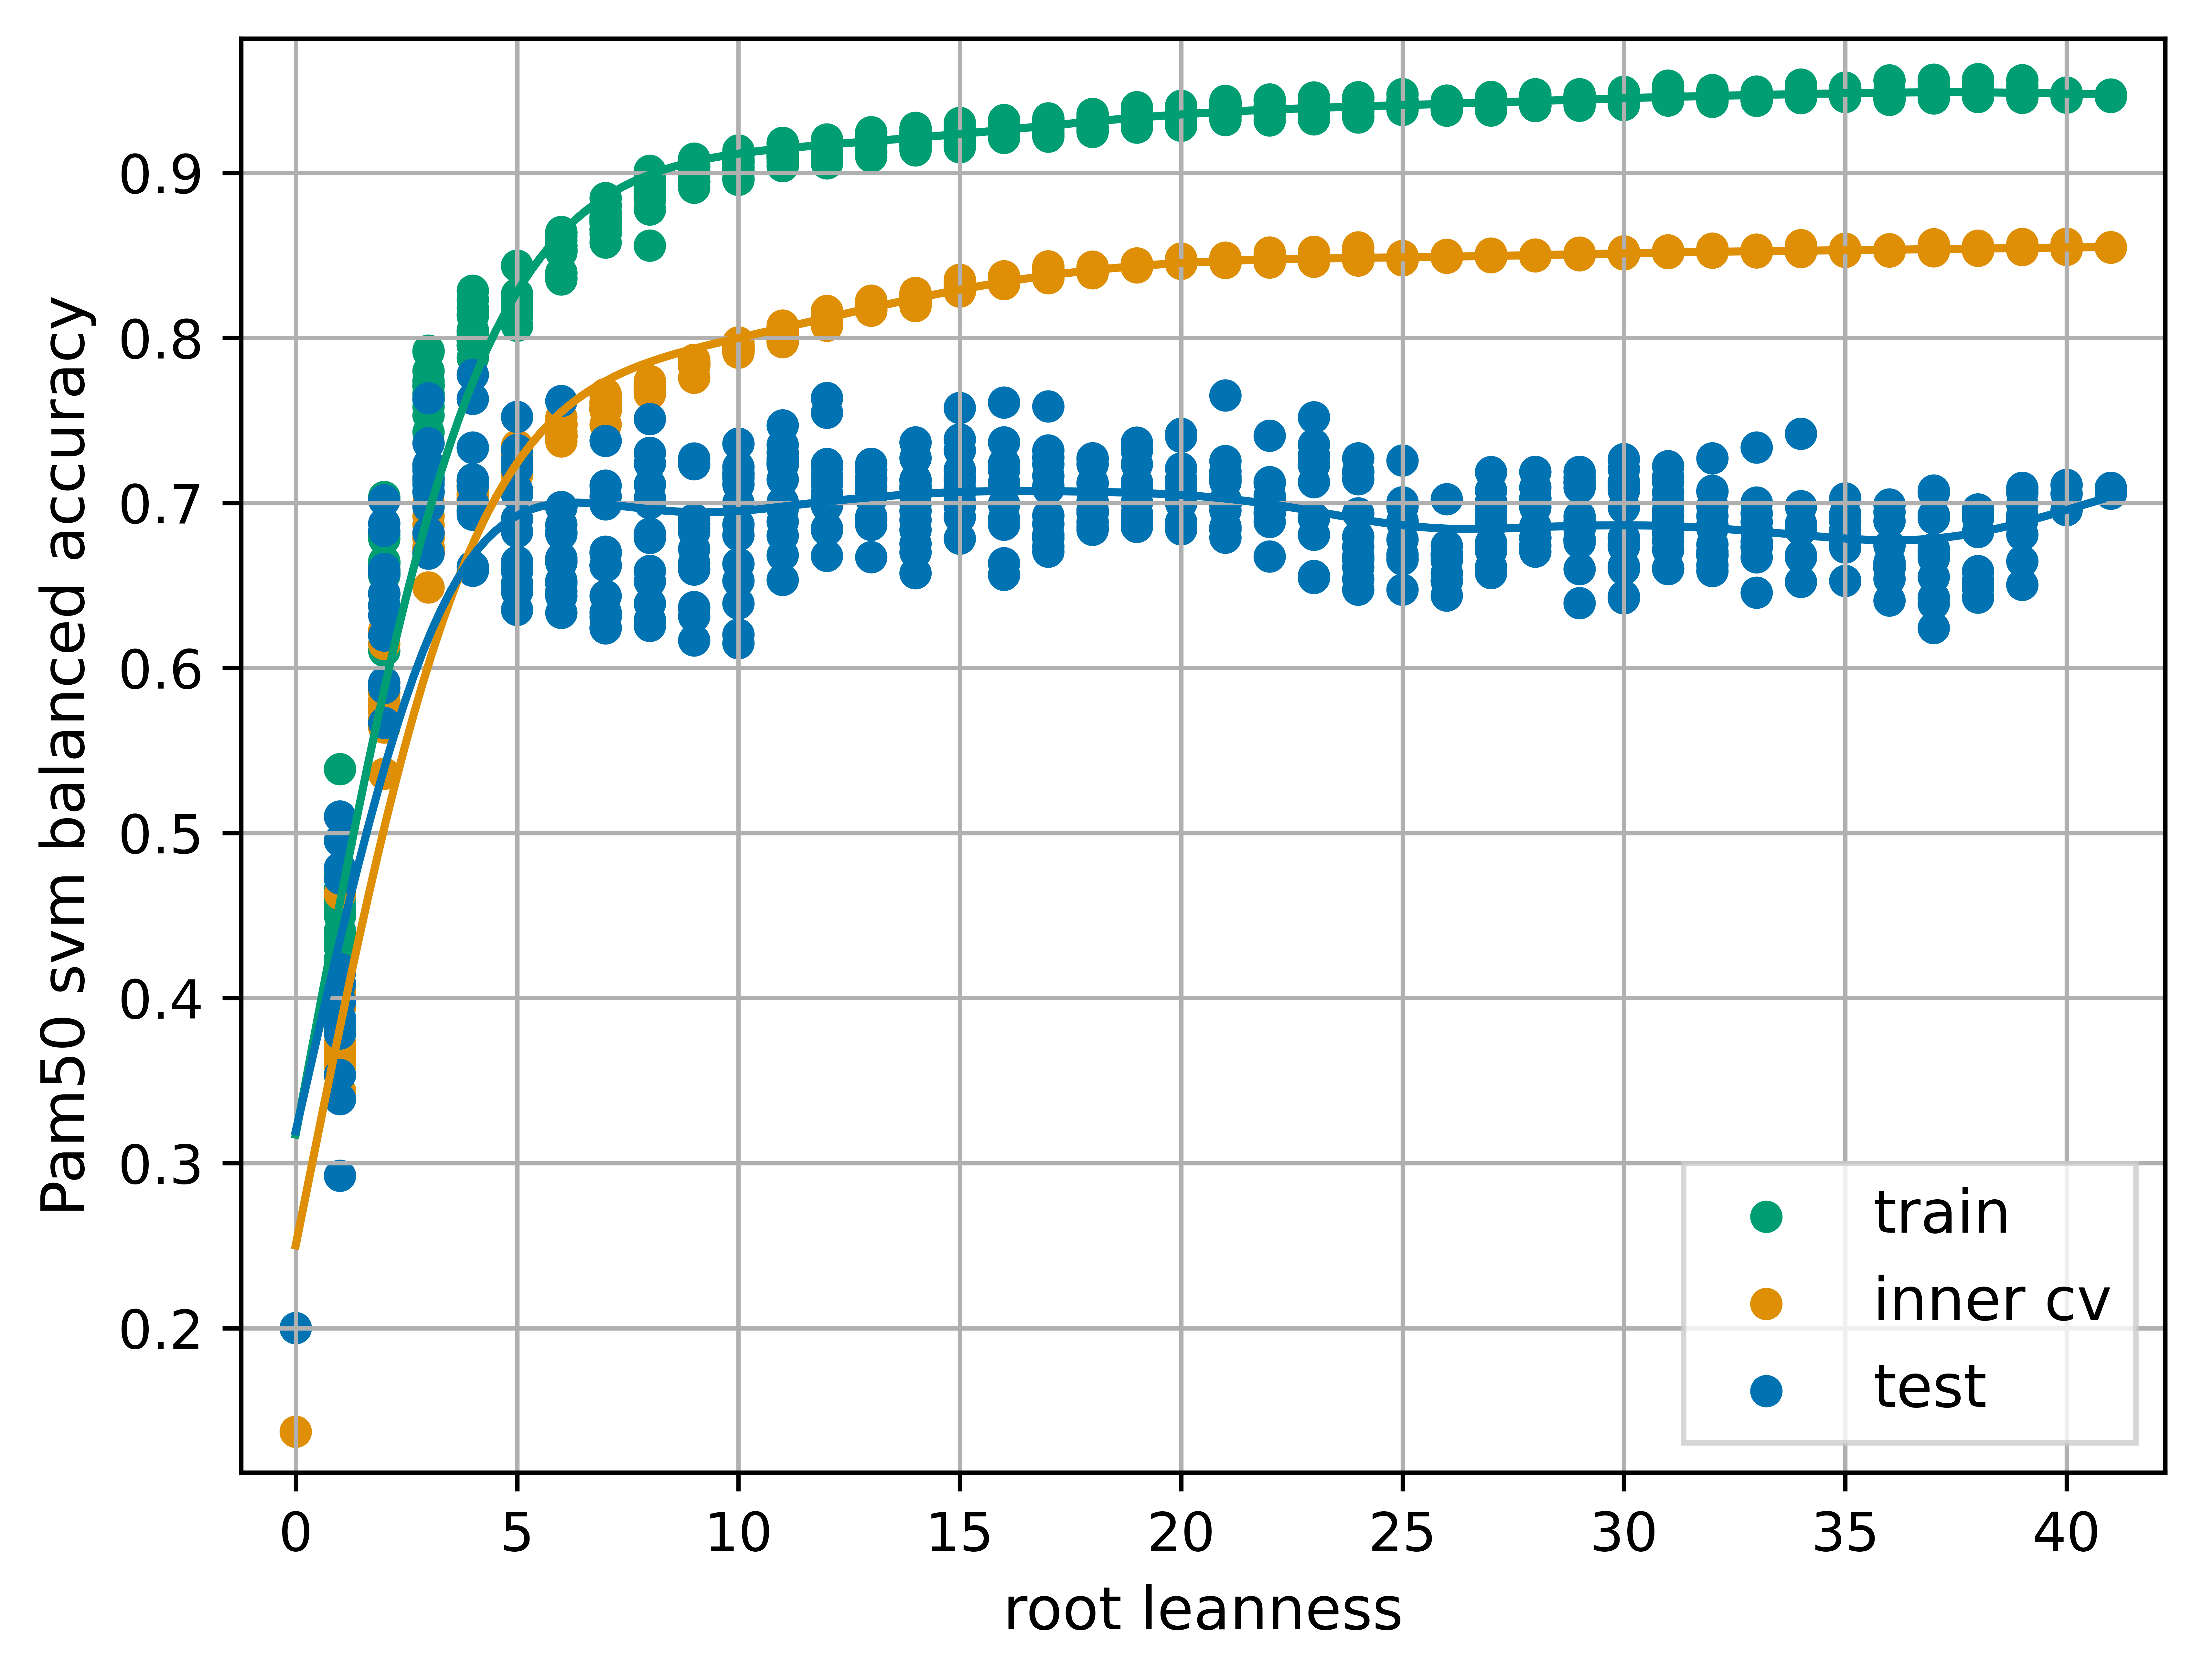 Pam50 svm balanced accuracy
0.9
0.8
0.7
0.6
0.5
0.4
0.3
0.2
train
inner cv
test
0 5 10 15 20 25 30 35 40
root leanness